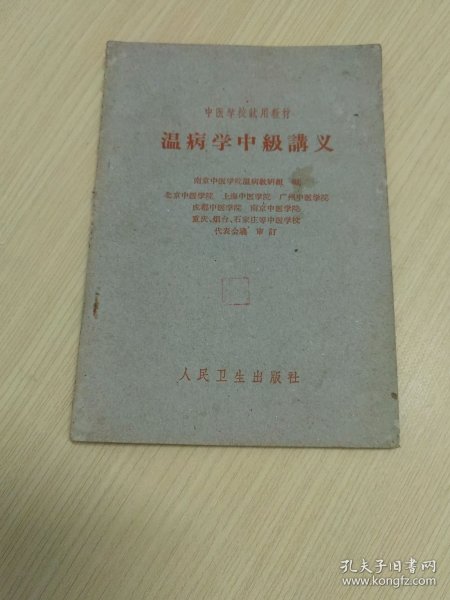 中医学校試用教材
温病学中級講义
南京中医学院温病教研組 編
北京中医学院 上海中医学院 广州中医学院
成都中医学院 南京中医学院
重庆、烟台、石家庄等中医学校
代表会議 审訂
人民卫生出版社
孔夫子旧书网
www.kongfz.com